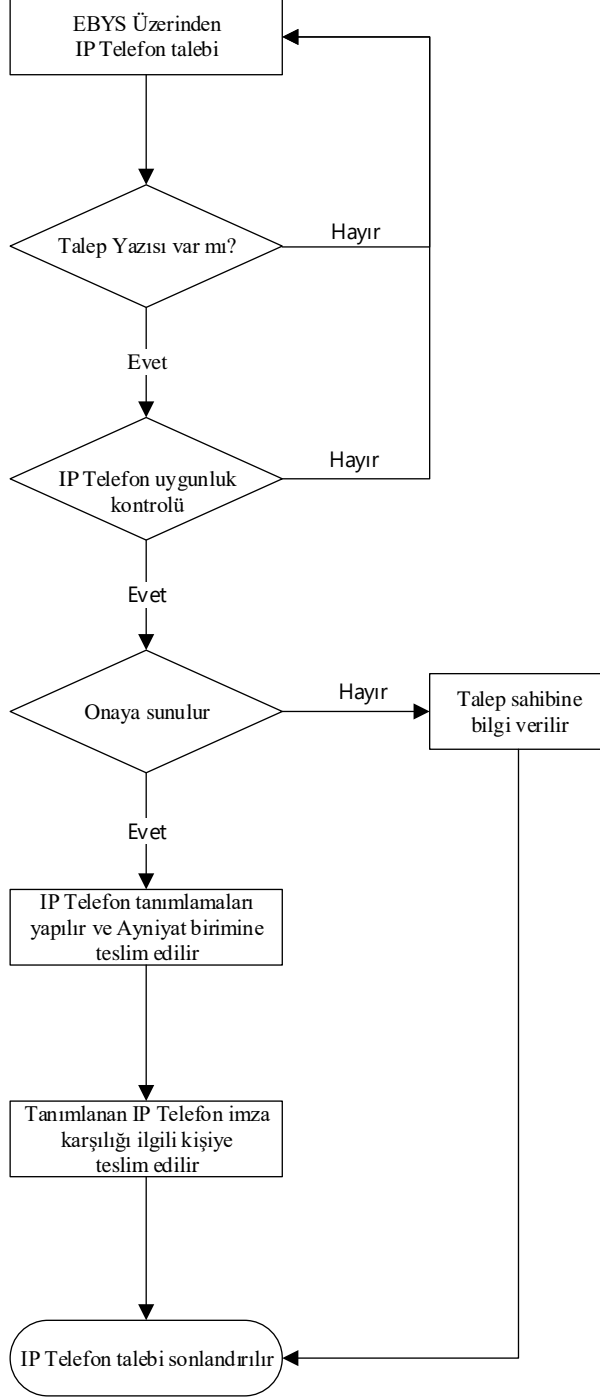 EBYS Üzerinden
IP Telefon talebi
Talep Yazısı var mı?
Hayır
Evet
IP Telefon uygunluk
kontrolü
Hayır
Evet
Onaya sunulur
Hayır
Talep sahibine
bilgi verilir
Evet
IP Telefon tanımlamaları
yapılır ve Ayniyat birimine
teslim edilir
Tanımlanan IP Telefon imza
karşılığı ilgili kişiye
teslim edilir
IP Telefon talebi sonlandırılır